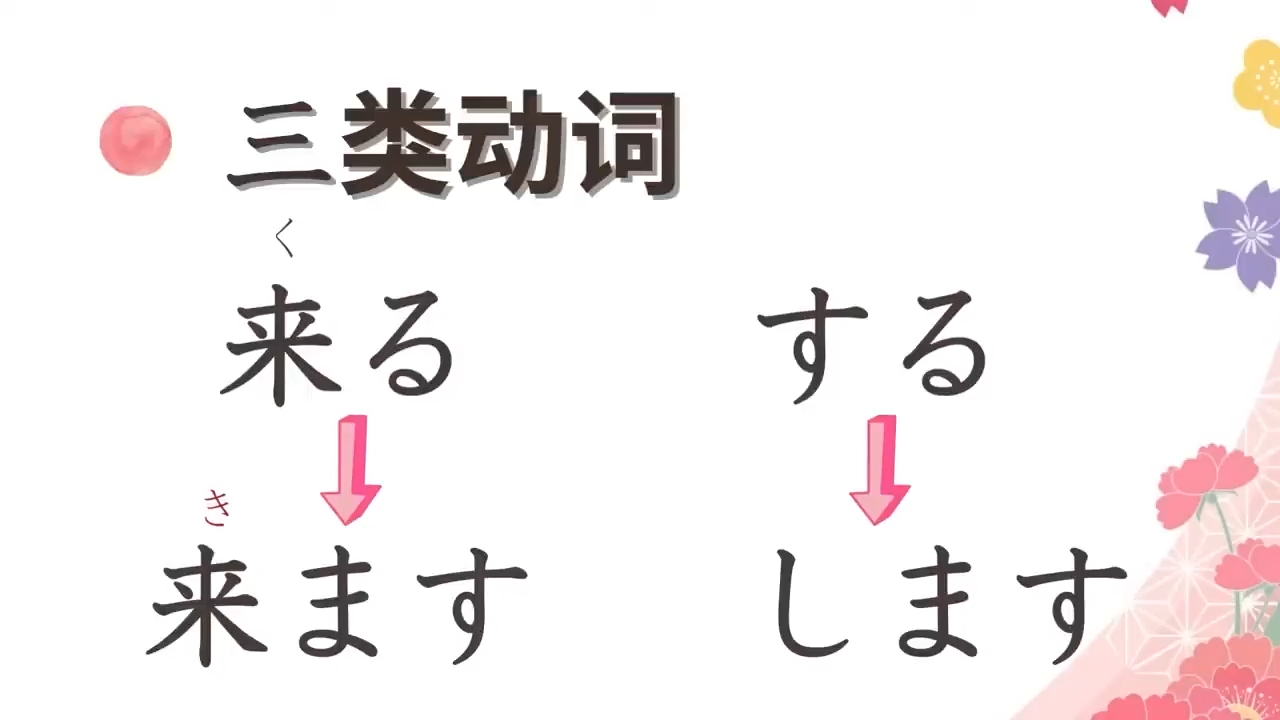 三类动词
く
来る する
き
来ます します